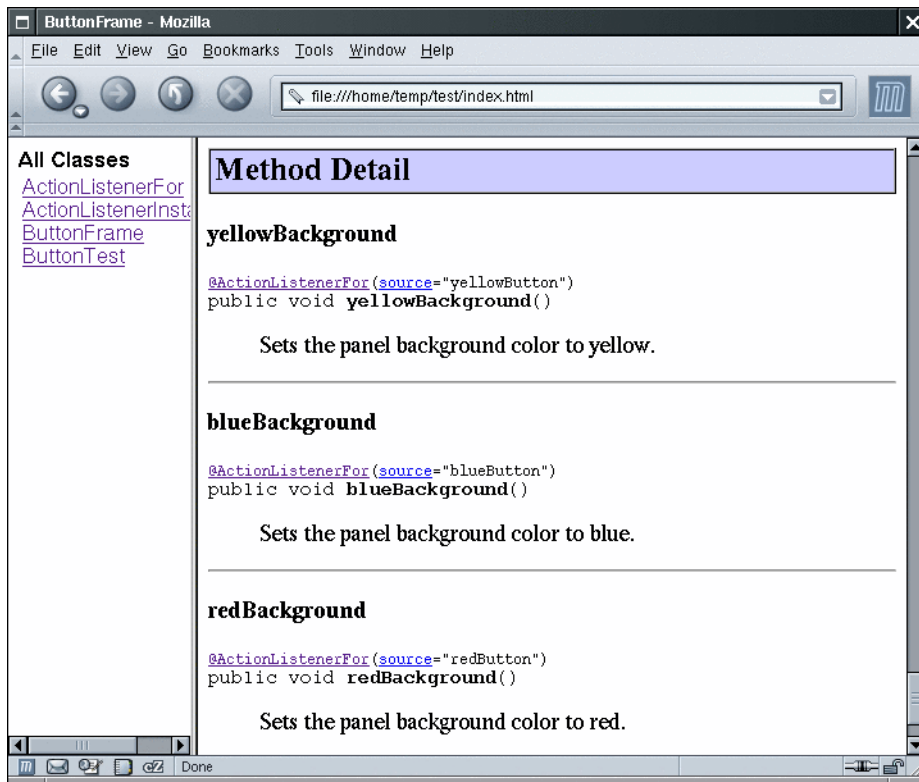 ButtonFrame - Mozilla
File Edit View Go Bookmarks Tools Window Help
file:///home/temp/test/index.html
All Classes
ActionListenerFor
ActionListenerInsta
ButtonFrame
ButtonTest
Method Detail
yellowBackground
@ActionListenerFor(source="yellowButton")
public void yellowBackground()
Sets the panel background color to yellow.
blueBackground
@ActionListenerFor(source="blueButton")
public void blueBackground()
Sets the panel background color to blue.
redBackground
@ActionListenerFor(source="redButton")
public void redBackground()
Sets the panel background color to red.
Done